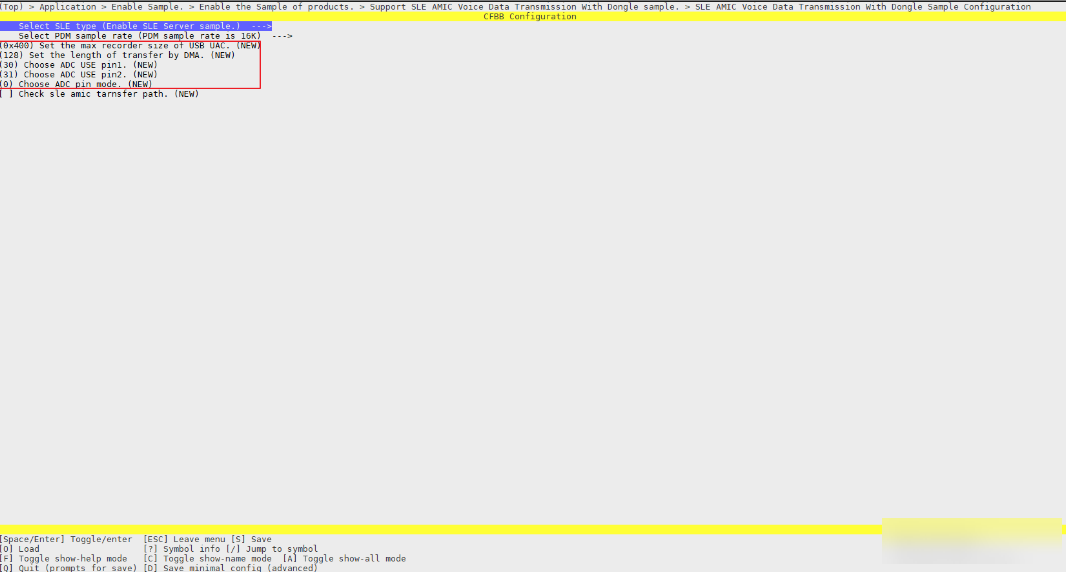 (Top) > Application > Enable Sample. > Enable the Sample of products. > Support SLE AMIC Voice Data Transmission With Dongle sample. > SLE AMIC Voice Data Transmission With Dongle Sample Configuration
CFBB Configuration
Select SLE type (Enable SLE Server sample.) --->
Select PDM sample rate (PDM sample rate is 16K) --->
(0x400) Set the max recorder size of USB UAC. (NEW)
(128) Set the length of transfer by DMA. (NEW)
(30) Choose ADC USE pin1. (NEW)
(31) Choose ADC USE pin2. (NEW)
(0) Choose ADC pin mode. (NEW)
[ ] Check sle amic tarnsfer path. (NEW)
[Space/Enter] Toggle/enter [ESC] Leave menu [S] Save
[O] Load [?] Symbol info [/] Jump to symbol
[F] Toggle show-help mode [C] Toggle show-name mode [A] Toggle show-all mode
[Q] Quit (prompts for save) [D] Save minimal config (advanced)